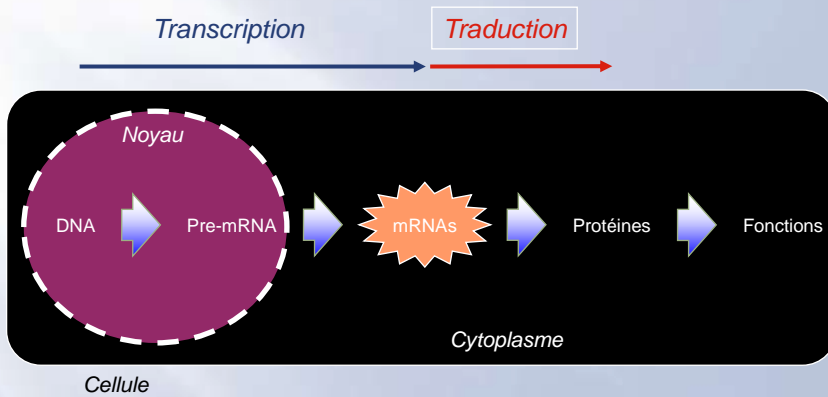 Transcription
Traduction
Noyau
DNA
Pre-mRNA
mRNAs
Protéines
Fonctions
Cytoplasme
Cellule